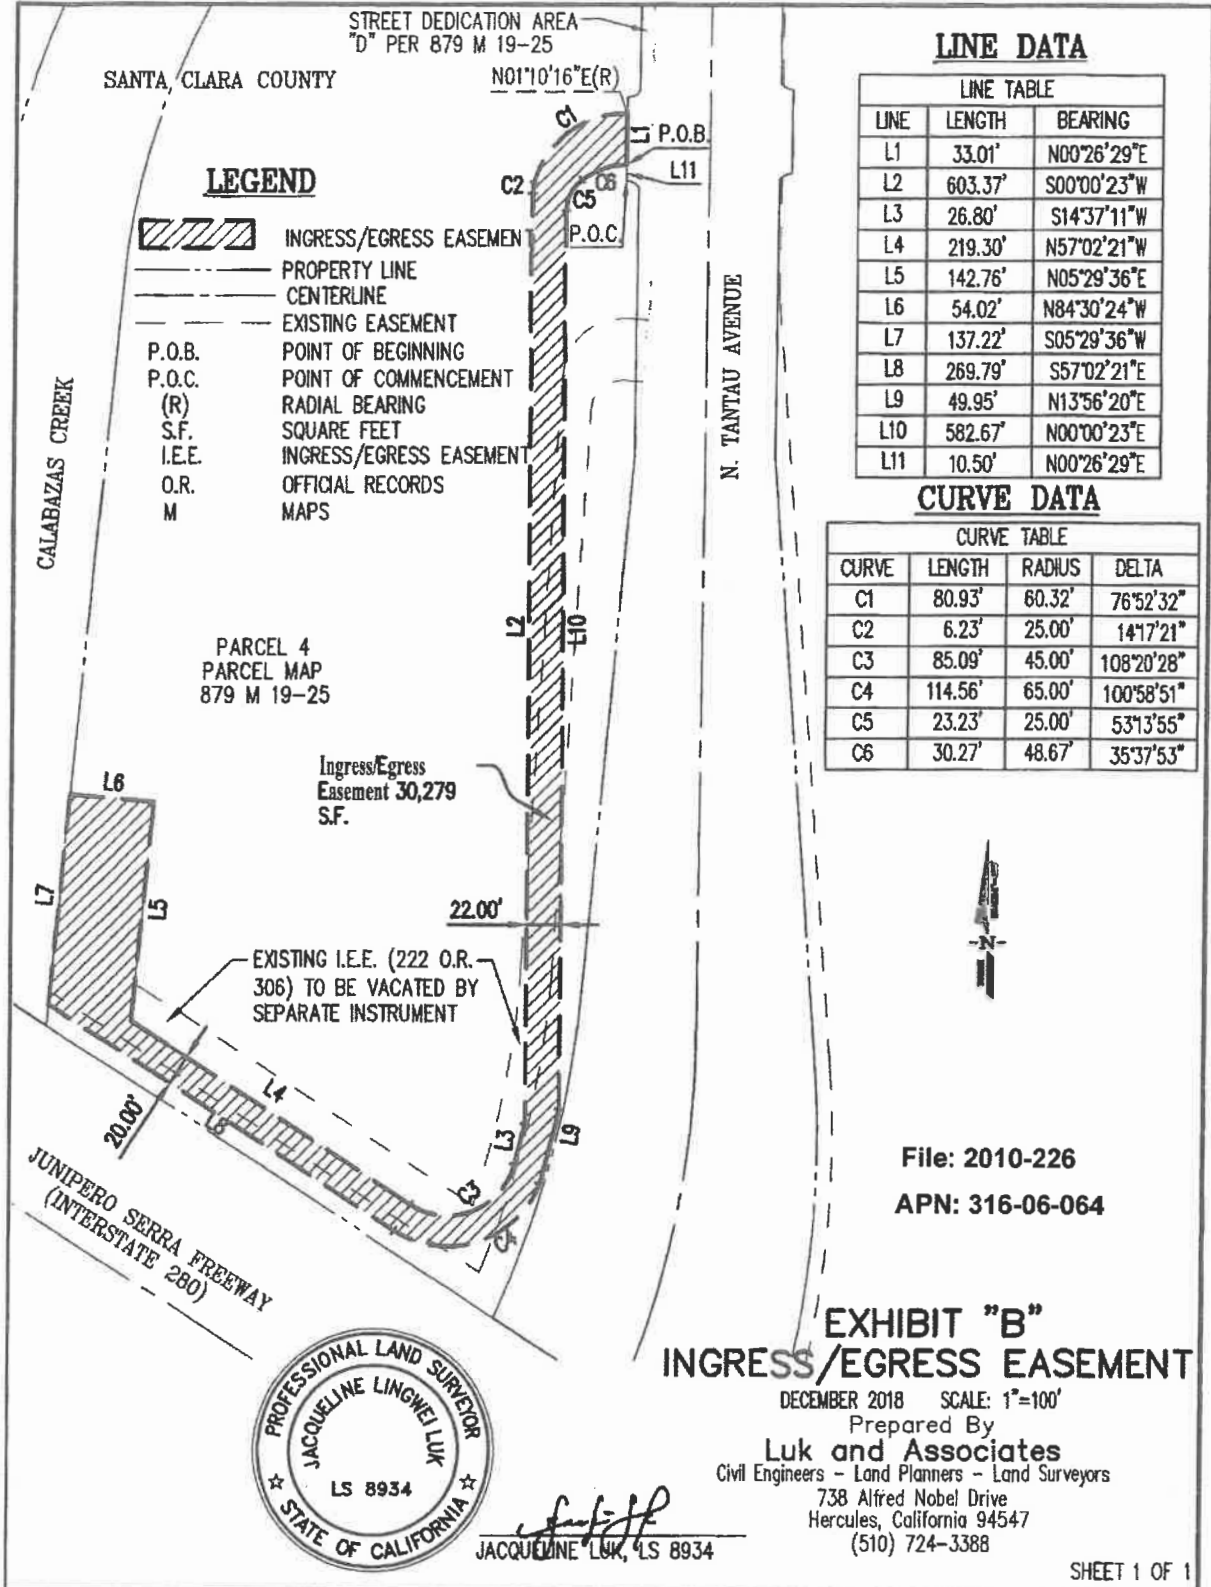 STREET DEDICATION AREA
"D" PER 879 M 19-25
SANTA CLARA COUNTY
N01°10'16"E(R)
C1
L1
P.O.B.
L11
C2
C6
C5
P.O.C.
LEGEND
INGRESS/EGRESS EASEMEN
PROPERTY LINE
CENTERLINE
EXISTING EASEMENT
P.O.B. POINT OF BEGINNING
P.O.C. POINT OF COMMENCEMENT
(R) RADIAL BEARING
S.F. SQUARE FEET
I.E.E. INGRESS/EGRESS EASEMENT
O.R. OFFICIAL RECORDS
M MAPS
CALABAZAS CREEK
N. TANTAU AVENUE
LINE DATA
LINE TABLE
LINE LENGTH BEARING
L1 33.01' N00°26'29"E
L2 603.37' S00°00'23"W
L3 26.80' S14°37'11"W
L4 219.30' N57°02'21"W
L5 142.76' N05°29'36"E
L6 54.02' N84°30'24"W
L7 137.22' S05°29'36"W
L8 269.79' S57°02'21"E
L9 49.95' N13°56'20"E
L10 582.67' N00°00'23"E
L11 10.50' N00°26'29"E
CURVE DATA
CURVE TABLE
CURVE LENGTH RADIUS DELTA
C1 80.93' 60.32' 76°52'32"
C2 6.23' 25.00' 14°17'21"
C3 85.09' 45.00' 108°20'28"
C4 114.56' 65.00' 100°58'51"
C5 23.23' 25.00' 53°13'55"
C6 30.27' 48.67' 35°37'53"
L2
L10
PARCEL 4
PARCEL MAP
879 M 19-25
Ingress/Egress
Easement 30,279
S.F.
L6
L7
L5
22.00'
EXISTING I.E.E. (222 O.R.
306) TO BE VACATED BY
SEPARATE INSTRUMENT
-N-
L4
L8
20.00'
L3
L9
C3
C4
JUNIPERO SERRA FREEWAY
(INTERSTATE 280)
File: 2010-226
APN: 316-06-064
EXHIBIT "B"
INGRESS/EGRESS EASEMENT
DECEMBER 2018 SCALE: 1"=100'
Prepared By
Luk and Associates
Civil Engineers - Land Planners - Land Surveyors
738 Alfred Nobel Drive
Hercules, California 94547
(510) 724-3388
PROFESSIONAL LAND SURVEYOR
JACQUELINE LINGWEI LUK
LS 8934
STATE OF CALIFORNIA
JACQUELINE LUK, LS 8934
SHEET 1 OF 1